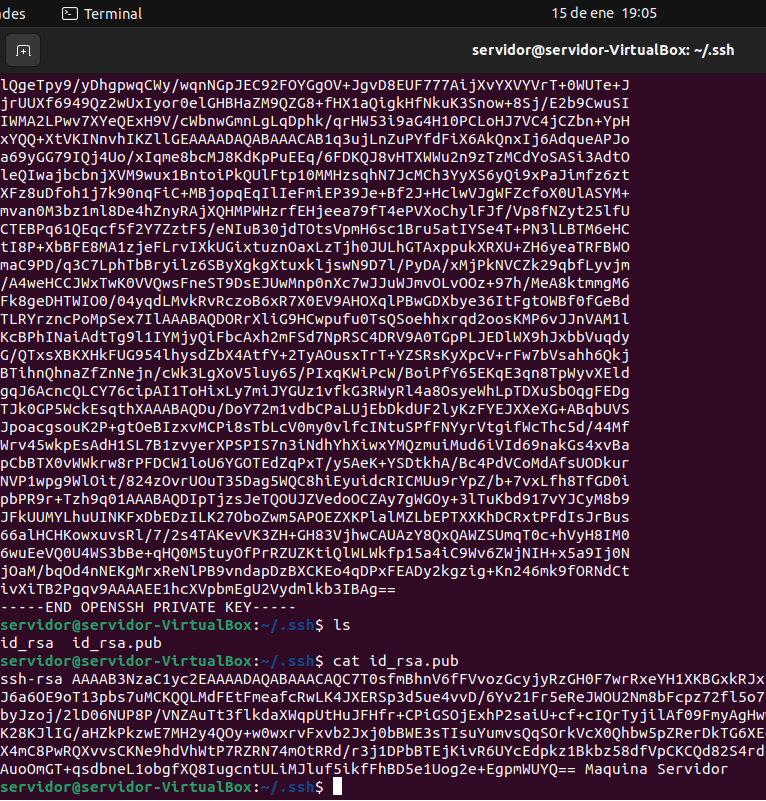 des Terminal 15 de ene 19:05
servidor@servidor-VirtualBox: ~/.ssh
lQgeTpy9/yDhgpwqCWy/wqnNGpJEC92FOYGgOV+JgvD8EUF777AijXvYXVYVrT+0WUTe+J
jrUUXf6949Qz2wUxIyor0elGHBHaZM9QZG8+fHX1aQigkHfNkuK3Snow+8Sj/E2b9CwuSI
IWMA2LPwv7XYeQExH9V/cWbnwGmnLgLqDphk/qrHW53i9aG4H10PCLoHJ7VC4jCZbn+YpH
xYQQ+XtVKINnvhIKZllGEAAAADAQABAAACAB1q3ujLnZuPYfdFiX6AkQnxIj6AdqueAPJo
a69yGG79IQj4Uo/xIqme8bcMJ8KdKpPuEEq/6FDKQJ8vHTXWWu2n9zTzMCdYoSASi3AdtO
leQIwajbcbnjXVM9wux1BntoiPkQUlFtp10MMHzsqhN7JcMCh3YyXS6yQi9xPaJimfz6zt
XFz8uDfoh1j7k90nqFiC+MBjopqEqIlIeFmiEP39Je+Bf2J+HclwVJgWFZcfoX0UlASYM+
mvan0M3bz1ml8De4hZnyRAjXQHMPWHzrfEHjeea79fT4ePVXoChylFJf/Vp8fNZyt25lfU
CTEBPq61QEqcf5f2Y7ZztF5/eNIuB30jdTOtsVpmH6sc1Bru5atIYSe4T+PN3lLBTM6eHC
tI8P+XbBFE8MA1zjeFLrvIXkUGixtuznOaxLzTjh0JULhGTAxppukXRXU+ZH6yeaTRFBWO
maC9PD/q3C7LphTbBryilz6SByXgkgXtuxkljswN9D7l/PyDA/xMjPkNVCZk29qbfLyvjm
/A4weHCCJWxTwK0VVQwsFneST9DsEJUwMnp0nXc7wJJuWJmvOLvOOz+97h/MeA8ktmmgM6
Fk8geDHTWIO0/04yqdLMvkRvRczoB6xR7X0EV9AHOXqlPBwGDXbye36ItFgtOWBf0fGeBd
TLRYrzncPoMpSex7IlAAABAQDORrXliG9HCwpufu0TsQSoehhxrqd2oosKMP6vJJnVAM1l
KcBPhINaiAdtTg9l1IYMjyQiFbcAxh2mFSd7NpRSC4DRV9A0TGpPLJEDlWX9hJxbbVuqdy
G/QTxsXBKXHkFUG954lhysdZbX4AtfY+2TyAOusxTrT+YZSRsKyXpcV+rFw7bVsahh6Qkj
BTihnQhnaZfZnNejn/cWk3LgXoV5luy65/PIxqKWiPcW/BoiPfY65EKqE3qn8TpWyvXEld
gqJ6AcncQLCY76cipAI1ToHixLy7miJYGUz1vfkG3RWyRl4a8OsyeWhLpTDXuSbOqgFEDg
TJk0GP5WckEsqthXAAABAQDu/DoY72m1vdbCPaLUjEbDkdUF2lyKzFYEJXXeXG+ABqbUVS
JpoacgsouK2P+gtOeBIzxvMCPi8sTbLcV0my0vlfcINtuSPfFNYyrVtgifWcThc5d/44Mf
Wrv45wkpEsAdH1SL7B1zvyerXPSPIS7n3iNdhYhXiwxYMQzmuiMud6iVId69nakGs4xvBa
pCbBTX0vWWkrw8rPFDCW1loU6YGOTEdZqPxT/y5AeK+YSDtkhA/Bc4PdVCoMdAfsUODkur
NVP1wpg9WlOit/824zOvrUOuT35Dag5WQC8hiEyuidcRICMUu9rYpZ/b+7vxLfh8TfGD0i
pbPR9r+Tzh9q01AAABAQDIpTjzsJeTQOUJZVedoOCZAy7gWGOy+3lTuKbd917vYJCyM8b9
JFkUUMYLhuUINKFxDbEDzILK27OboZwm5APOEZXKPlalMZLbEPTXXKhDCRxtPFdIsJrBus
66alHCHKowxuvsRl/7/2s4TAKevVK3ZH+GH83VjhwCAUAzY8QxQAWZSUmqT0c+hVyH8IM0
6wuEeVQ0U4WS3bBe+qHQ0M5tuyOfPrRZUZKtiQlWLWkfp15a4iC9Wv6ZWjNIH+x5a9Ij0N
jOaM/bqOd4nNEKgMrxReNlPB9vndapDzBXCKEo4qDPxFEADy2kgzig+Kn246mk9fORNdCt
ivXiTB2Pgqv9AAAAEE1hcXVpbmEgU2Vydmlkb3IBAg==
-----END OPENSSH PRIVATE KEY-----
servidor@servidor-VirtualBox:~/.ssh$ ls
id_rsa id_rsa.pub
servidor@servidor-VirtualBox:~/.ssh$ cat id_rsa.pub
ssh-rsa AAAAB3NzaC1yc2EAAAADAQABAAACAQC7T0sfmBhnV6fFVvozGcyjyRzGH0F7wrRxeYH1XKBGxkRJx
J6a6OE9oT13pbs7uMCKQQLMdFEtFmeafcRwLK4JXERSp3d5ue4vvD/6Yv21Fr5eReJWOU2Nm8bFcpz72fl5o7
byJzoj/2lD06NUP8P/VNZAuTt3flkdaXWqpUtHuJFHfr+CPiGSOjExhP2saiU+cf+cIQrTyjilAf09FmyAgHw
K28KJlIG/aHZkPkzwE7MH2y4QOy+w0wxrvFxvb2Jxj0bBWE3sTIsuYumvsQqSOrkVcX0Qhbw5pZRerDkTG6XE
X4mC8PwRQXvvsCKNe9hdVhWtP7RZRN74mOtRRd/r3j1DPbBTEjKivR6UYcEdpkz1Bkbz58dfVpCKCQd82S4rd
AuoOmGT+qsdbneL1obgfXQ8IugcntULiMJluf5ikfFhBD5e1Uog2e+EgpmWUYQ== Maquina Servidor
servidor@servidor-VirtualBox:~/.ssh$